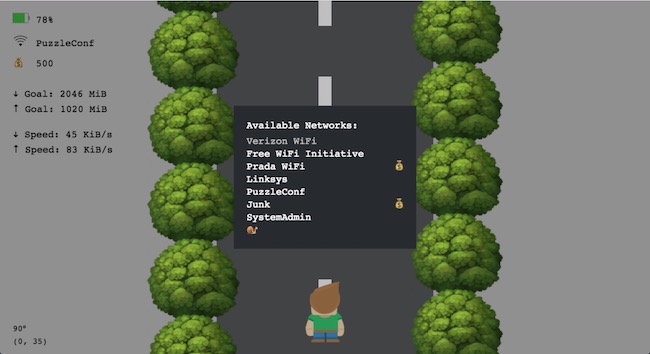 78%
PuzzleConf
500
↓ Goal: 2046 MiB
↑ Goal: 1020 MiB
↓ Speed: 45 KiB/s
↑ Speed: 83 KiB/s
Available Networks:
Verizon WiFi
Free WiFi Initiative
Prada WiFi
Linksys
PuzzleConf
Junk
SystemAdmin
90°
(0, 35)